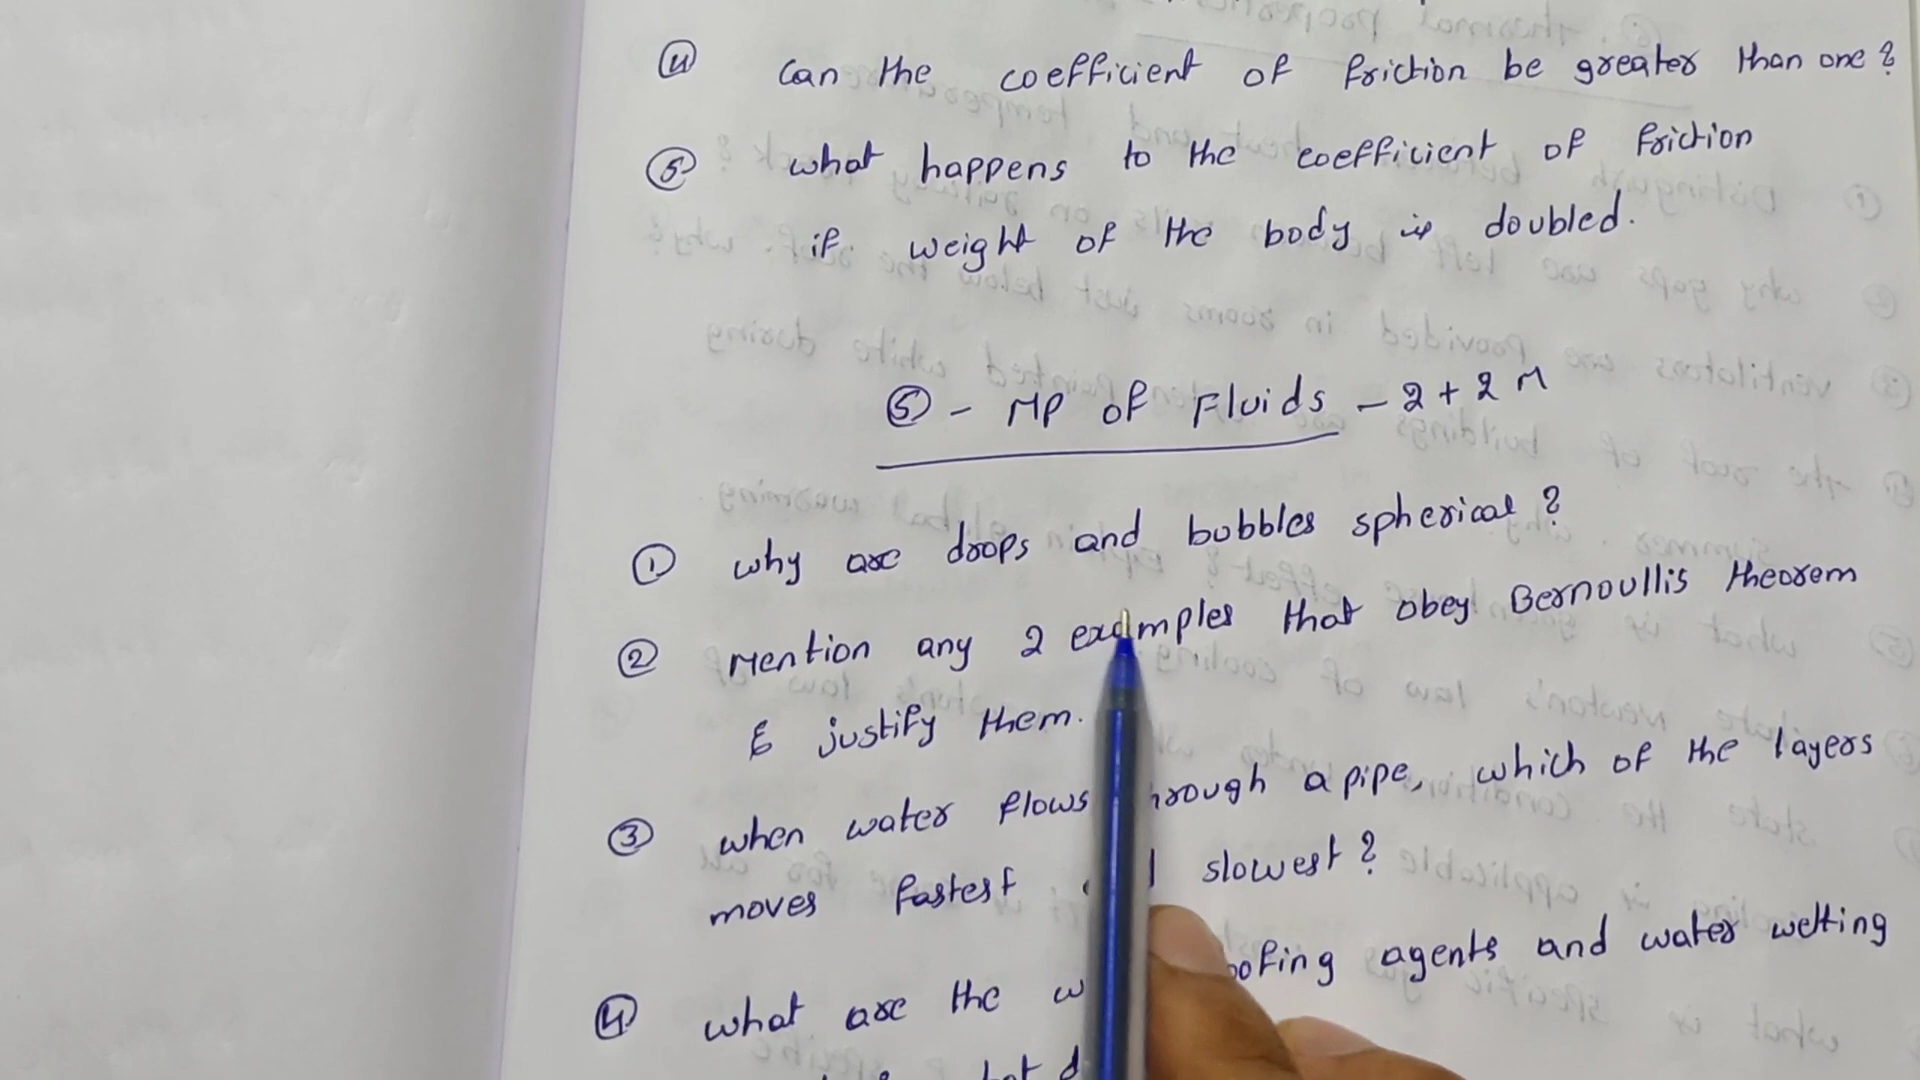 ④ Can the coefficient of friction be greater than one?
⑤ what happens to the coefficient of friction
if weight of the body is doubled.
⑤ - MP of Fluids - 2 + 2 M
① why are drops and bubbles spherical?
② Mention any 2 examples that obey Bernoullis theorem
& justify them.
③ when water flows through a pipe, which of the layers
moves fastest slowest?
④ what are the w oofing agents and water wetting